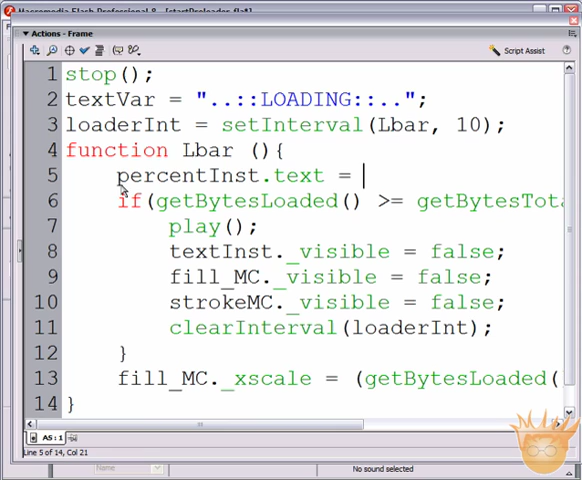 Macromedia Flash Professional 8 - [startPreloader.fla*]
Actions - Frame
Script Assist
1 stop();
2 textVar = "..::LOADING::..";
3 loaderInt = setInterval(Lbar, 10);
4 function Lbar (){
5 percentInst.text =
6 if(getBytesLoaded() >= getBytesTota
7 play();
8 textInst._visible = false;
9 fill_MC._visible = false;
10 strokeMC._visible = false;
11 clearInterval(loaderInt);
12 }
13 fill_MC._xscale = (getBytesLoaded(
14 }
AS : 1
Line 5 of 14, Col 21
Name
No sound selected